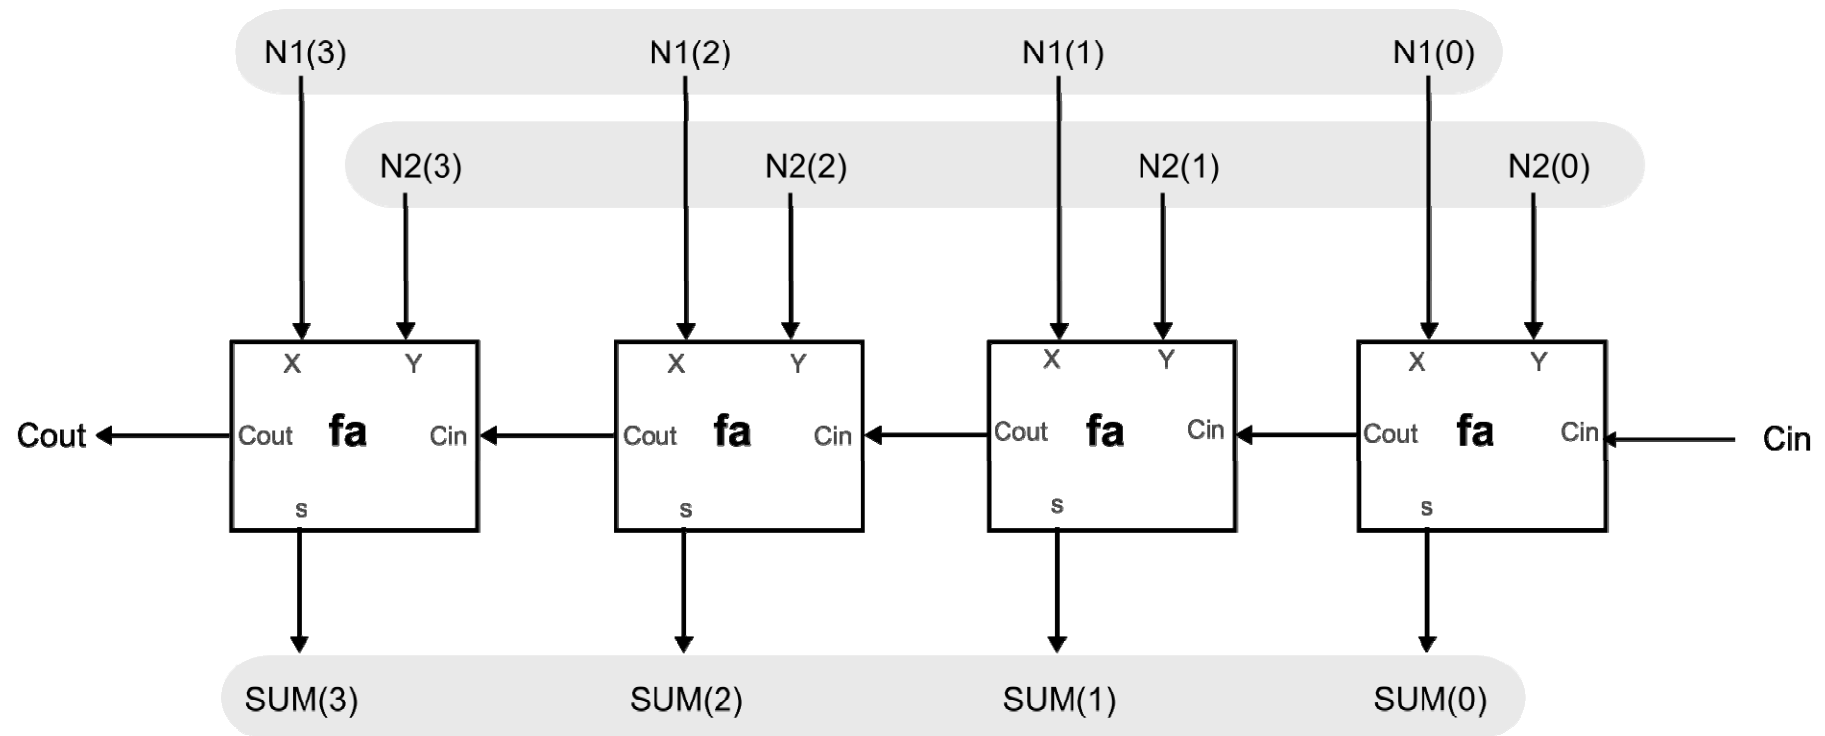 N1(3) N1(2) N1(1) N1(0)
N2(3) N2(2) N2(1) N2(0)
X Y X Y X Y X Y
Cout Cout fa Cin Cout fa Cin Cout fa Cin Cout fa Cin Cin
s s s s
SUM(3) SUM(2) SUM(1) SUM(0)